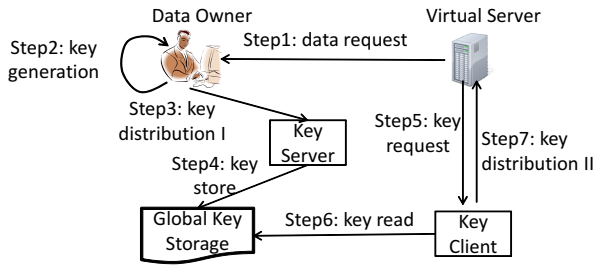 Data Owner
Virtual Server
Step2: key
generation
Step1: data request
Step3: key
distribution I
Key
Server
Step5: key
request
Step7: key
distribution II
Step4: key
store
Global Key
Storage
Step6: key read
Key
Client